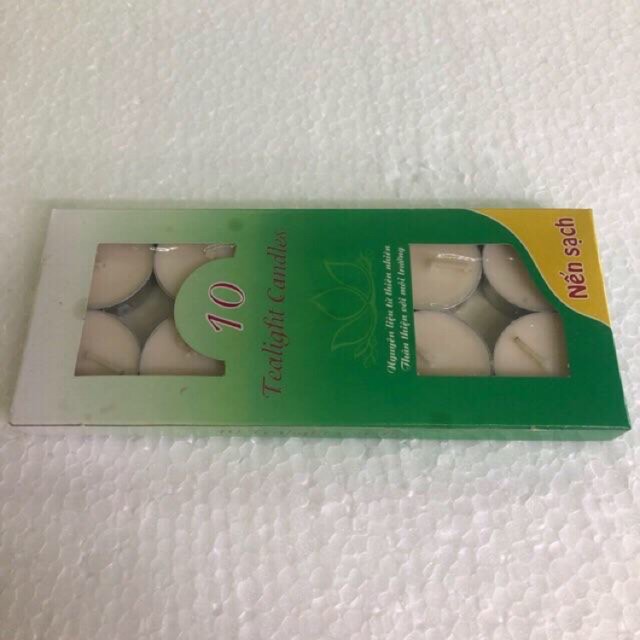 10
Tealight Candles
Nguyên liệu từ thiên nhiên
Thân thiện với môi trường
Nến sạch